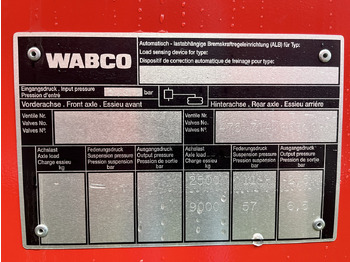 WABCO
Automatisch - lastabhängige Bremskraftregeleinrichtung (ALB) für Typ:
Load sensing device for type:
Dispositif de correction automatique de freinage pour type:
Eingangsdruck . Input pressure
Pression d'entré
bar
Vorderachse . Front axle . Essieu avant
Hinterachse . Rear axle . Essieu arrière
Ventile Nr.
Valves No.
Valves Nº.
Ventile Nr.
Valves No.
Valves Nº.
Achslast
Axle load
Charge essieu
kg
Federungsdruck
Suspension pressure
Pression suspension
bar
Ausgangsdruck
Output pressure
Pression de sortie
bar
Achslast
Axle load
Charge essieu
kg
Federungsdruck
Suspension pressure
Pression suspension
bar
Ausgangsdruck
Output pressure
Pression de sortie
bar
9000 57 6,5